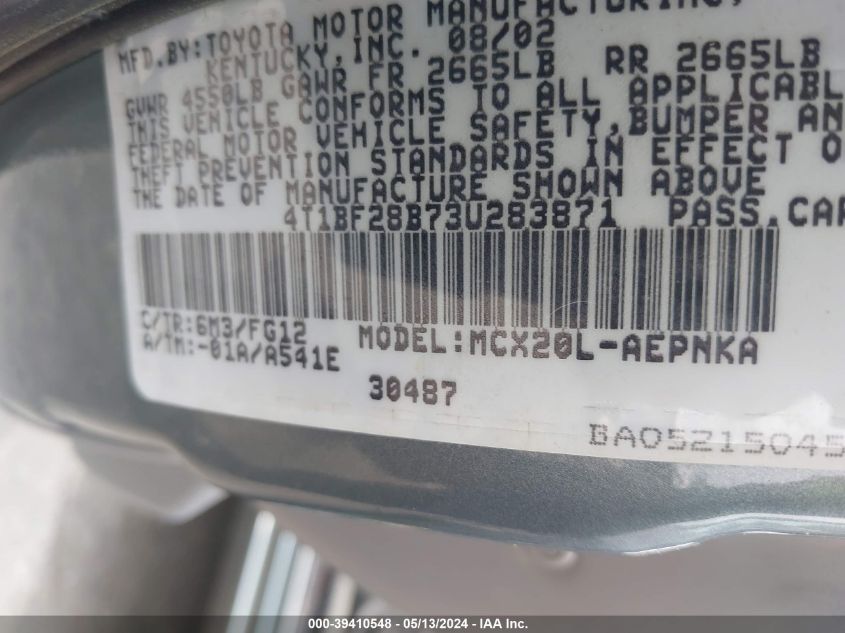 MFD.BY:TOYOTA MOTOR MANUFACTURING,
KENTUCKY,INC. 08/02
GVWR 4550LB GAWR FR 2665LB RR 2665LB
THIS VEHICLE CONFORMS TO ALL APPLICABL
FEDERAL MOTOR VEHICLE SAFETY,BUMPER AN
THEFT PREVENTION STANDARDS IN EFFECT O
THE DATE OF MANUFACTURE SHOWN ABOVE
4T1BF28B73U283871 PASS.CAR
C/TR:6M3/FG12
A/TM:-01A/A541E
MODEL:MCX20L-AEPNKA
30487
BA05215045
000-39410548 - 05/13/2024 - IAA Inc.